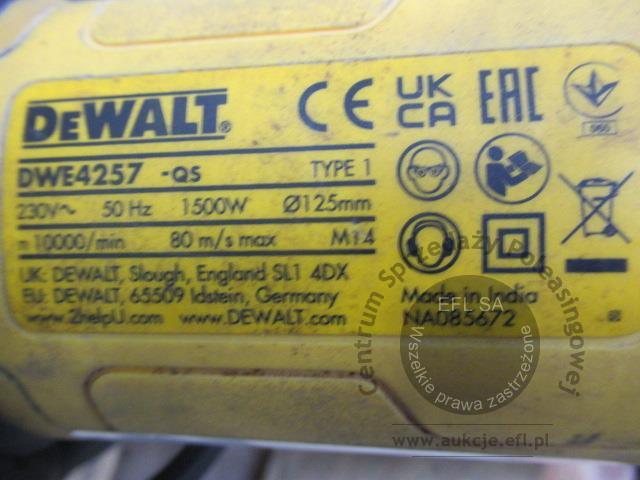 DEWALT®
DWE4257 -QS TYPE 1
230V~ 50 Hz 1500W Ø125mm
n 10000/min 80 m/s max M14
UK: DEWALT, Slough, England SL1 4DX
EU: DEWALT, 65509 Idstein, Germany
www.2helpU.com www.DEWALT.com
CE UK CA EAC
Made in India
NA085672
Centrum Sprzedaży Poleasingowej
EFL SA
Wszelkie prawa zastrzeżone
www.aukcje.efl.pl